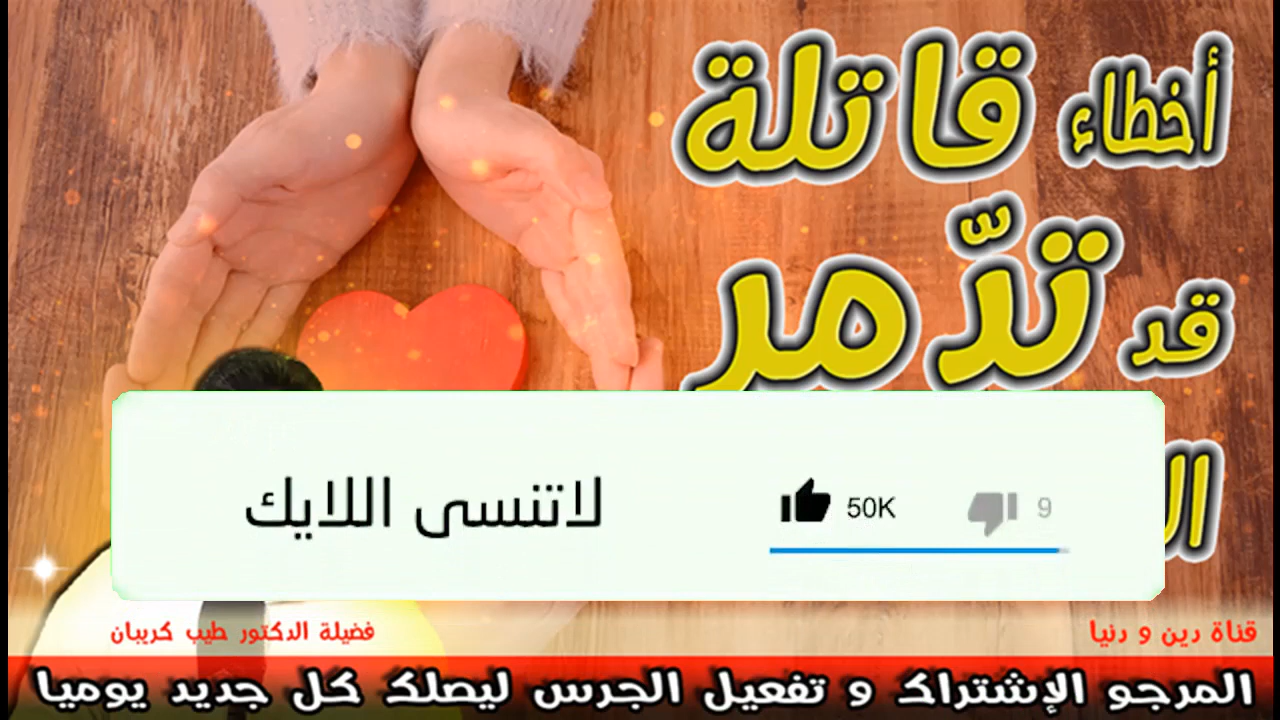 أخطاء قاتلة
قد تدّمر
لاتنسى اللايك
50K 9
قناة دين و دنيا
فضيلة الدكتور طيب كريبان
المرجو الإشتراك و تفعيل الجرس ليصلك كل جديد يوميا